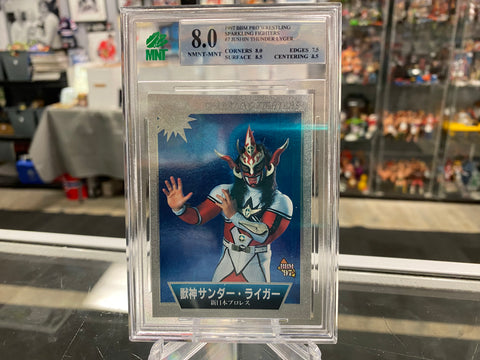 MNT
8.0
NMNT-MNT
1997 BBM PRO WRESTLING
SPARKLING FIGHTERS
#7 JUSHIN THUNDER LYGER
CORNERS 8.0
EDGES 7.5
SURFACE 8.5
CENTERING 8.5
BBM
'97
獣神サンダー・ライガー
新日本プロレス